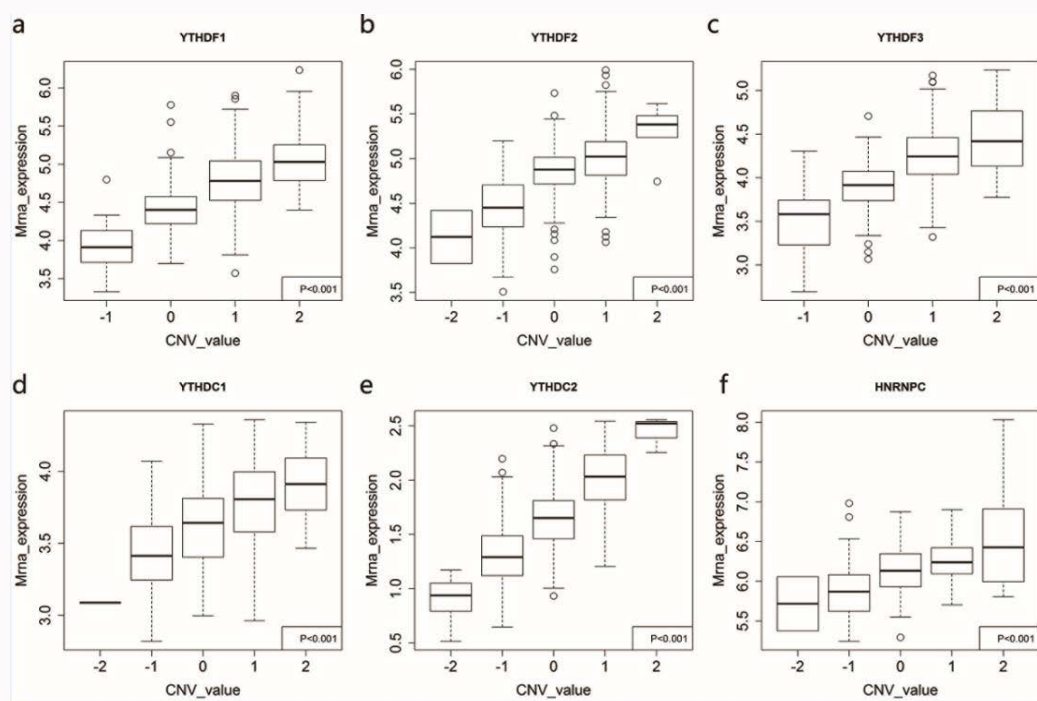 a
YTHDF1
Mrna_expression
6.0
5.5
5.0
4.5
4.0
3.5
P<0.001
-1 0 1 2
CNV_value
b
YTHDF2
Mrna_expression
6.0
5.5
5.0
4.5
4.0
3.5
P<0.001
-2 -1 0 1 2
CNV_value
c
YTHDF3
Mrna_expression
5.0
4.5
4.0
3.5
3.0
P<0.001
-1 0 1 2
CNV_value
d
YTHDC1
Mrna_expression
4.0
3.5
3.0
P<0.001
-2 -1 0 1 2
CNV_value
e
YTHDC2
Mrna_expression
2.5
2.0
1.5
1.0
0.5
P<0.001
-2 -1 0 1 2
CNV_value
f
HNRNPC
Mrna_expression
8.0
7.5
7.0
6.5
6.0
5.5
P<0.001
-2 -1 0 1 2
CNV_value